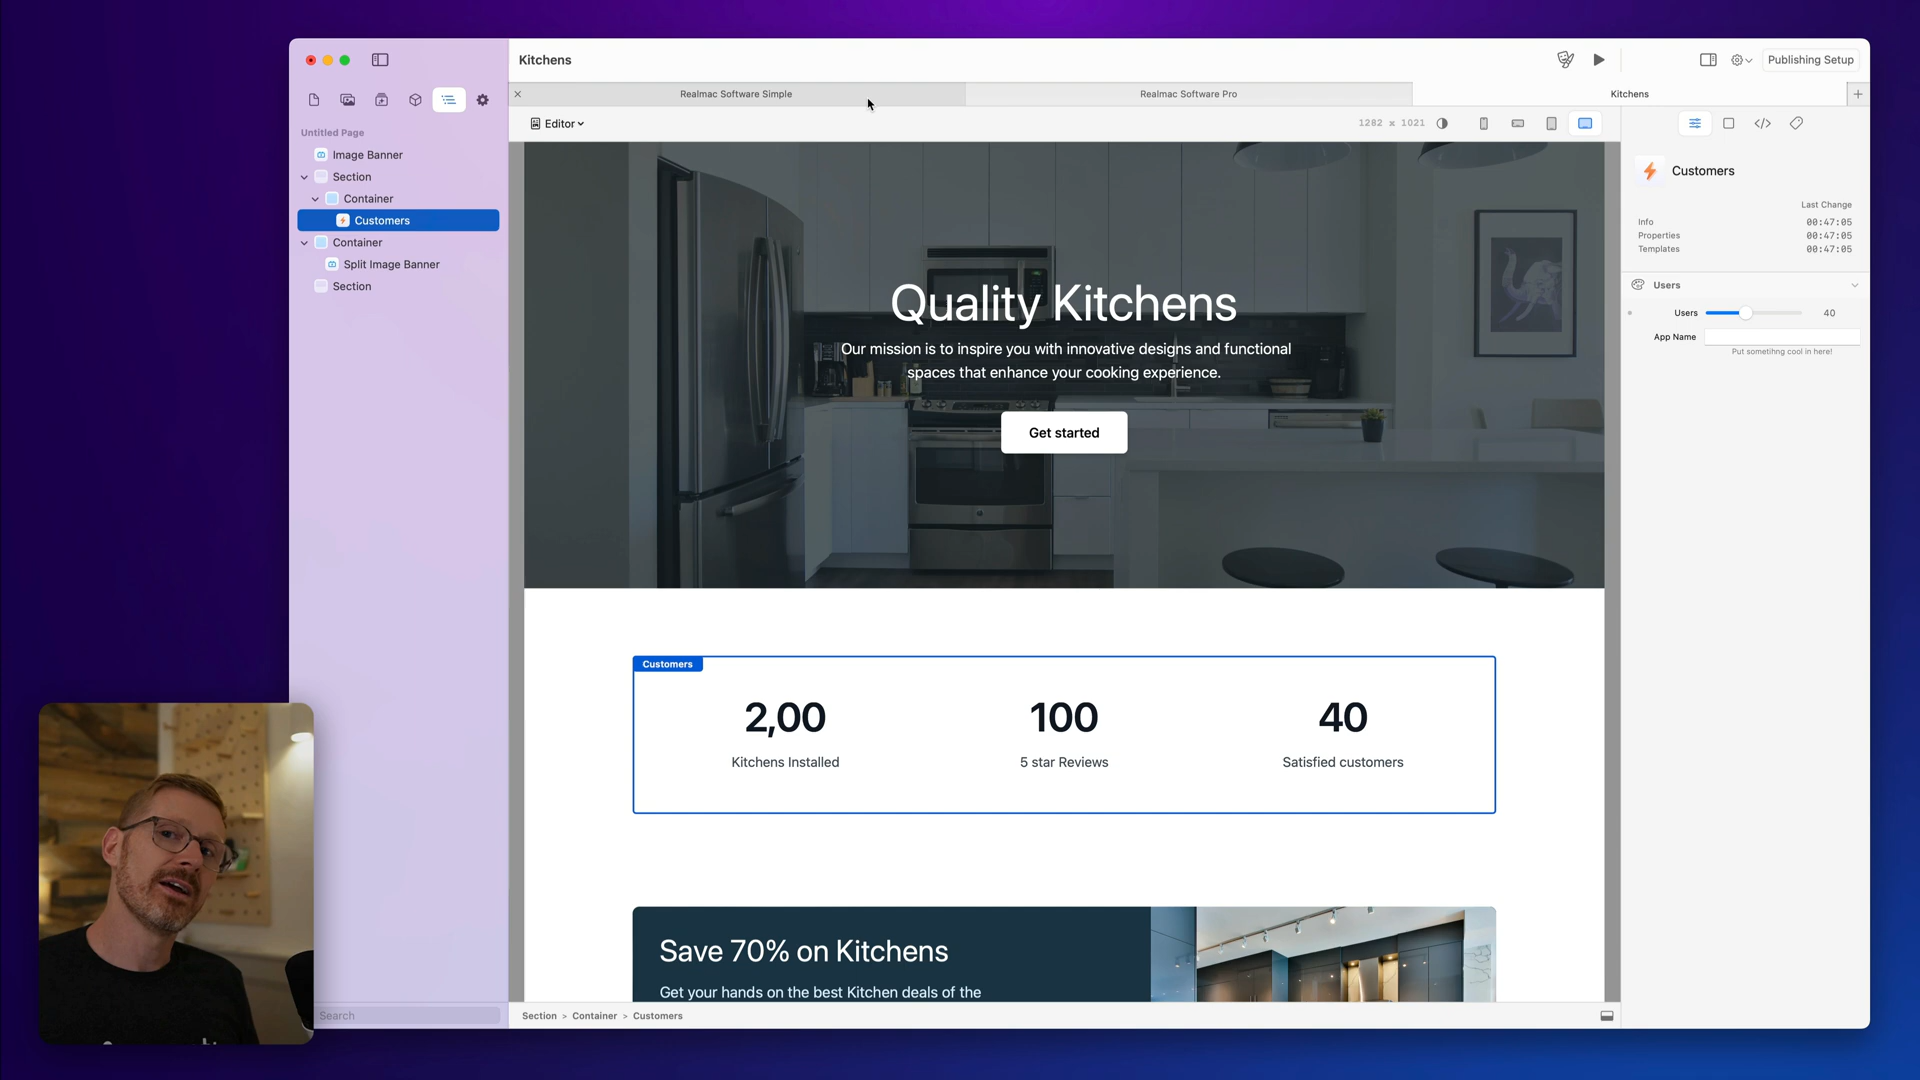 Kitchens
Publishing Setup
Realmac Software Simple
Realmac Software Pro
Kitchens
Editor
1282 x 1021
Untitled Page
Image Banner
Section
Container
Customers
Container
Split Image Banner
Section
Search
Quality Kitchens
Our mission is to inspire you with innovative designs and functional
spaces that enhance your cooking experience.
Get started
Customers
2,00
100
40
Kitchens Installed
5 star Reviews
Satisfied customers
Save 70% on Kitchens
Get your hands on the best Kitchen deals of the
Section > Container > Customers
Customers
Last Change
Info 00:47:05
Properties 00:47:05
Templates 00:47:05
Users
Users 40
App Name
Put sometihng cool in here!